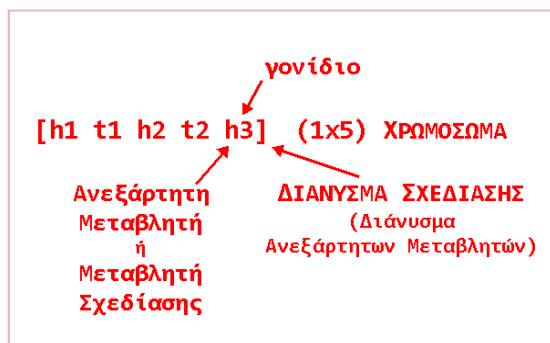 γονίδιο
[h1 t1 h2 t2 h3] (1x5) ΧΡΩΜΟΣΩΜΑ
Ανεξάρτητη
Μεταβλητή
ή
Μεταβλητή
Σχεδίασης
ΔΙΑΝΥΣΜΑ ΣΧΕΔΙΑΣΗΣ
(Διάνυσμα
Ανεξάρτητων Μεταβλητών)